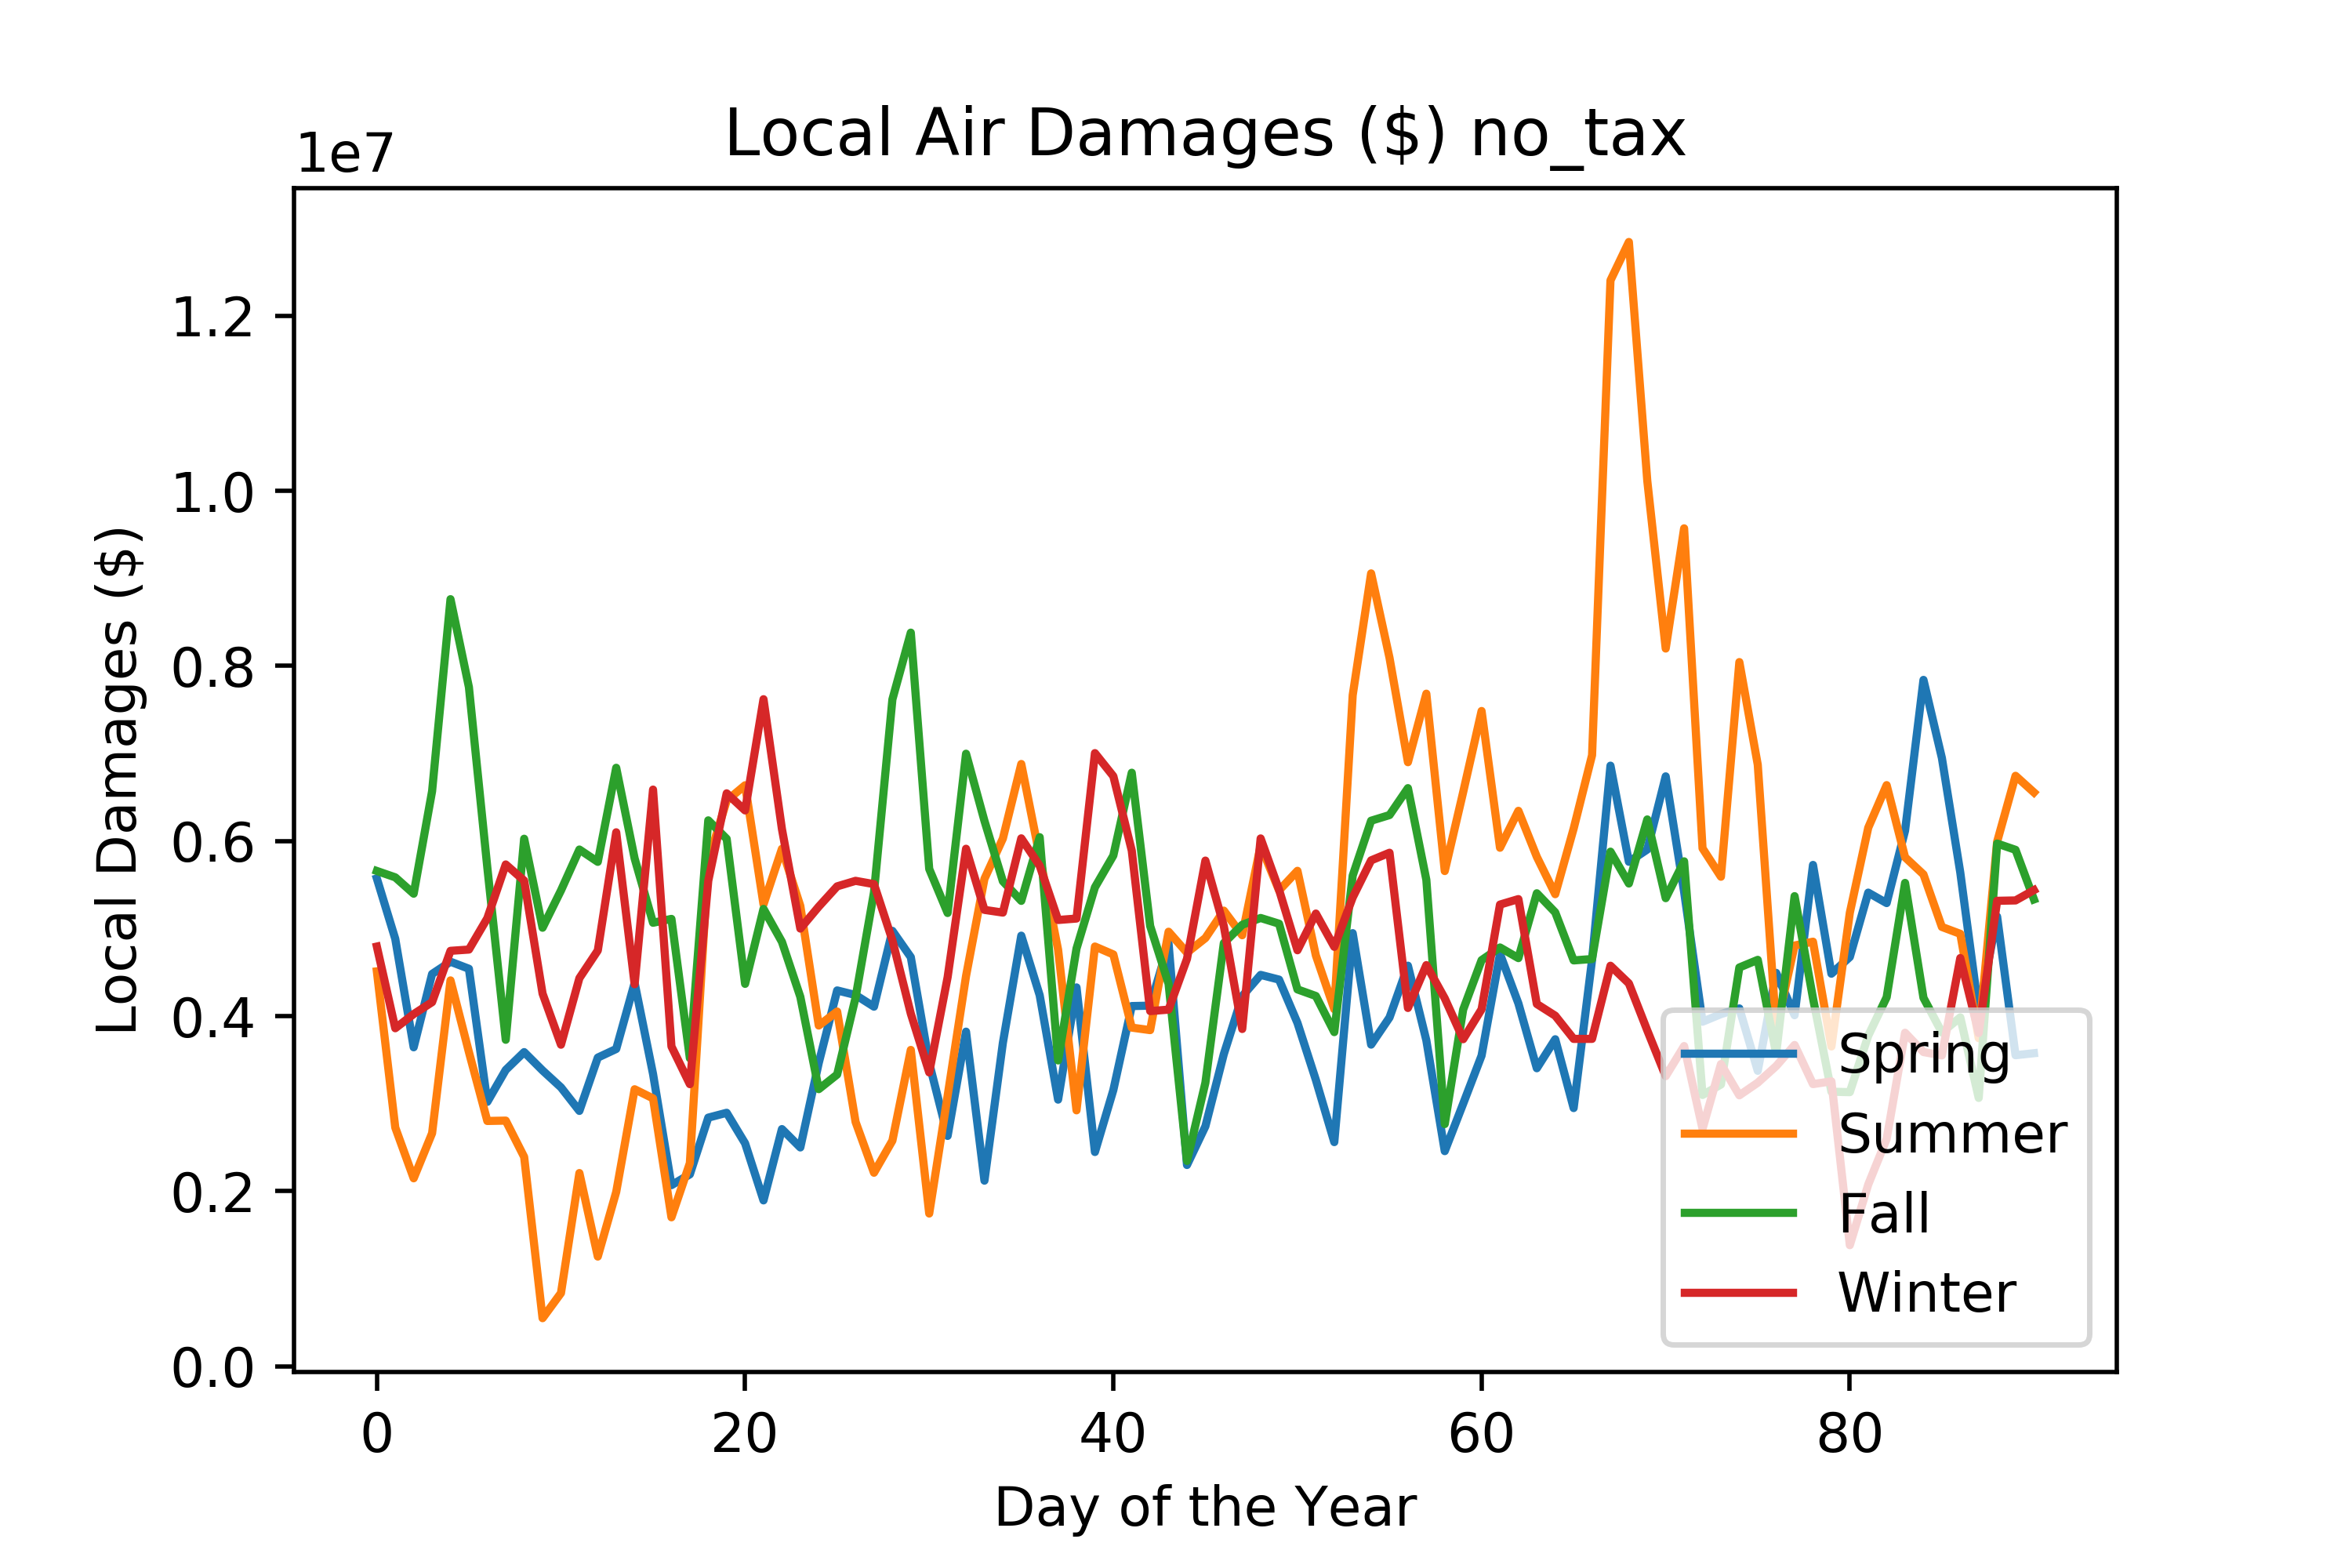 Local Air Damages ($) no_tax
1e7
1.2
1.0
0.8
0.6
0.4
0.2
0.0
Local Damages ($)
0 20 40 60 80
Day of the Year
Spring
Summer
Fall
Winter